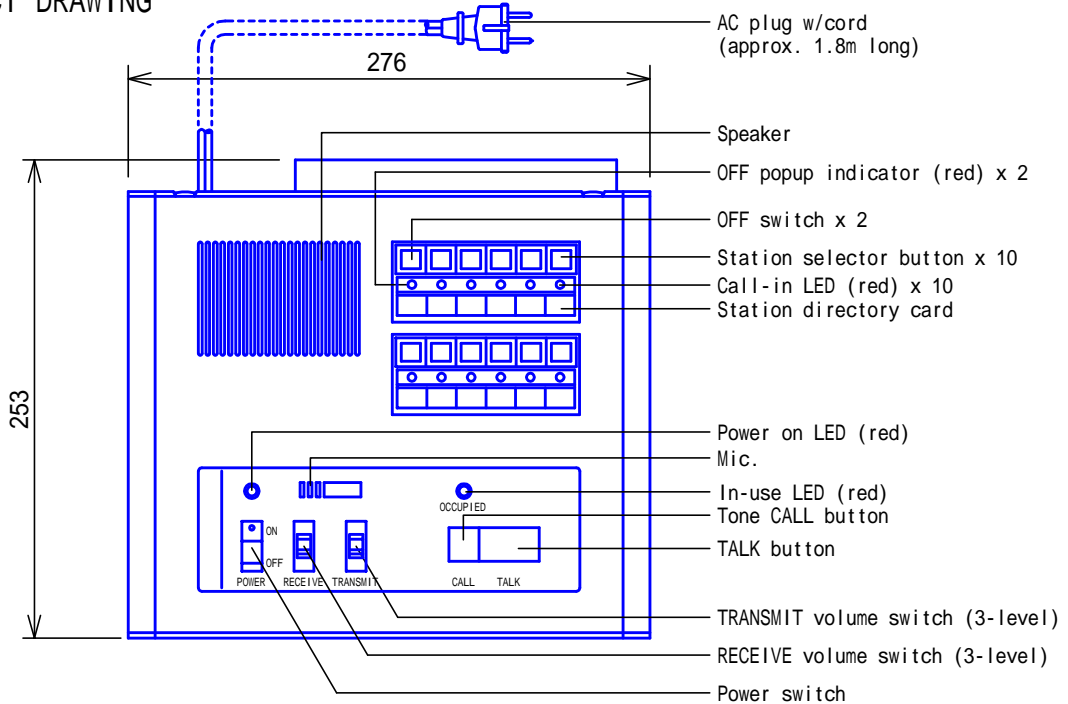 DRAWING
AC plug w/cord
(approx. 1.8m long)
276
Speaker
OFF popup indicator (red) x 2
OFF switch x 2
Station selector button x 10
Call-in LED (red) x 10
Station directory card
253
Power on LED (red)
Mic.
In-use LED (red)
OCCUPIED
Tone CALL button
ON
TALK button
OFF
POWER RECEIVE TRANSMIT CALL TALK
TRANSMIT volume switch (3-level)
RECEIVE volume switch (3-level)
Power switch